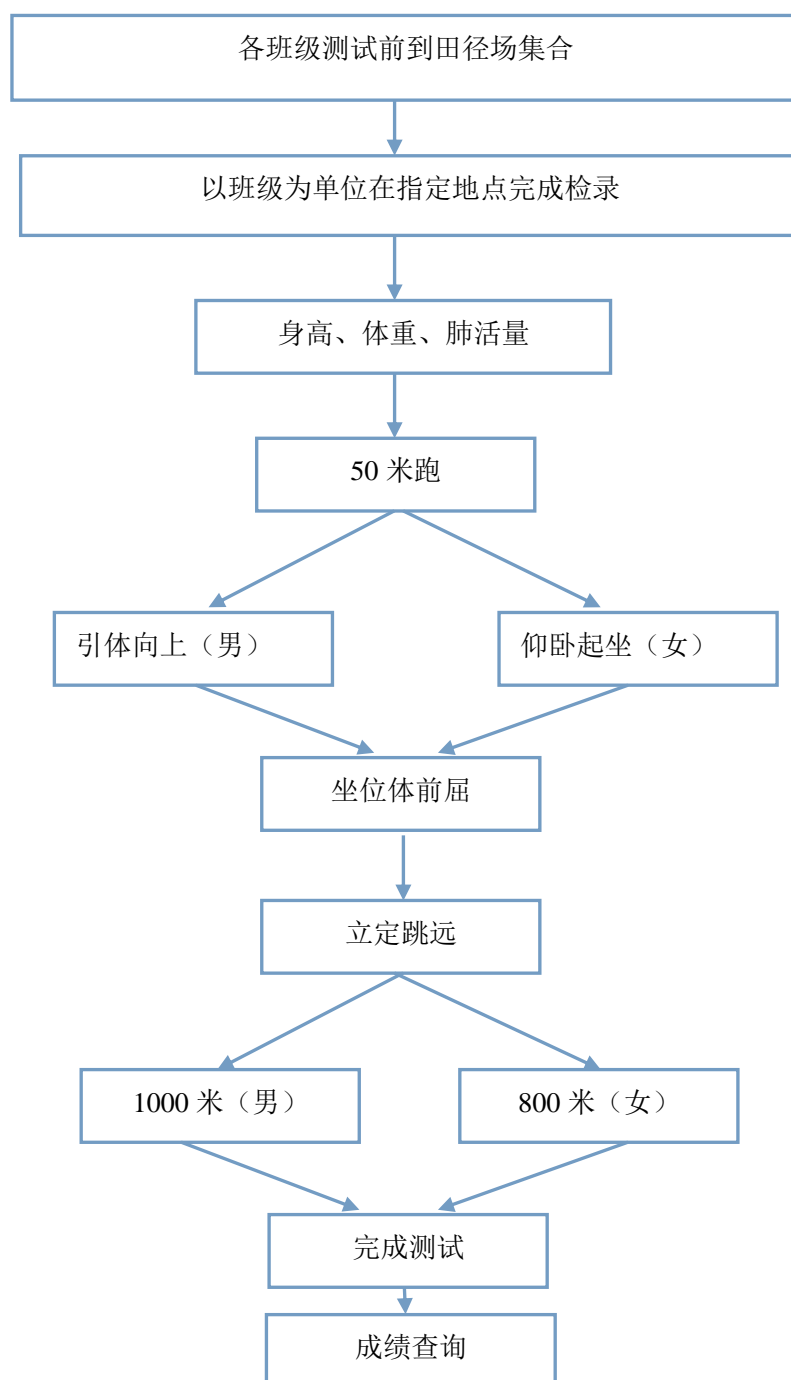 各班级测试前到田径场集合
以班级为单位在指定地点完成检录
身高、体重、肺活量
50 米跑
引体向上（男）
仰卧起坐（女）
坐位体前屈
立定跳远
1000 米（男）
800 米（女）
完成测试
成绩查询